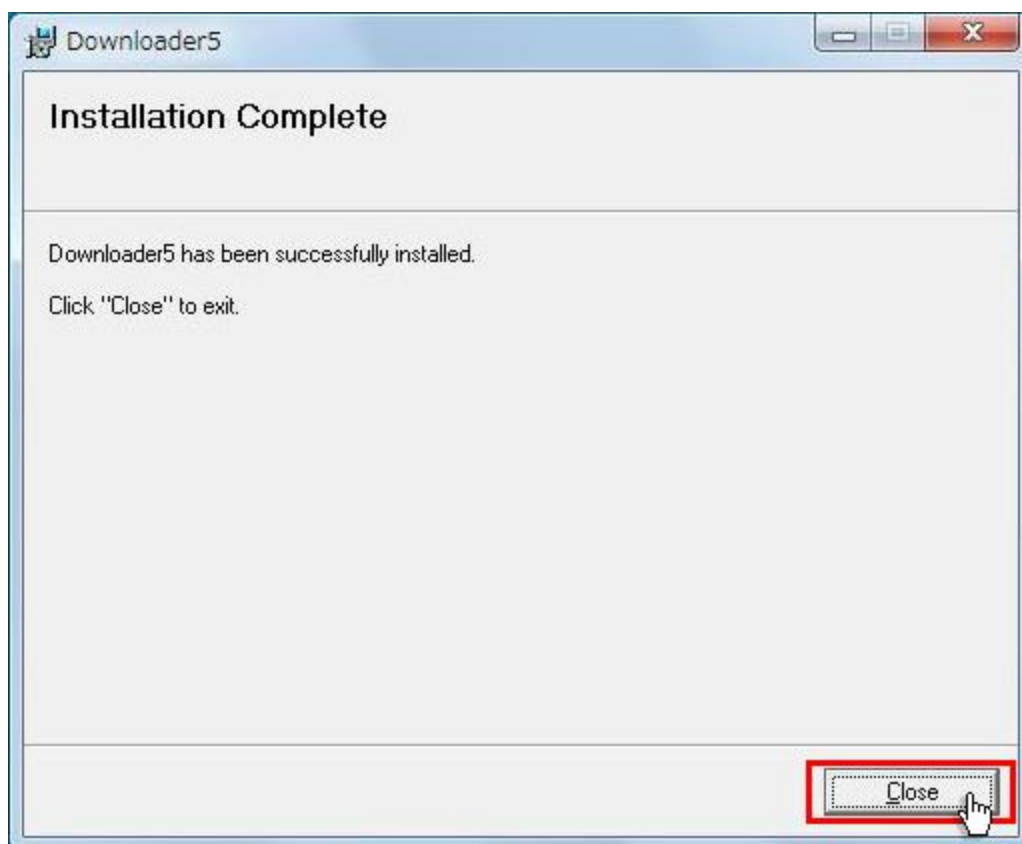 Downloader5
Installation Complete
Downloader5 has been successfully installed.
Click "Close" to exit.
Close